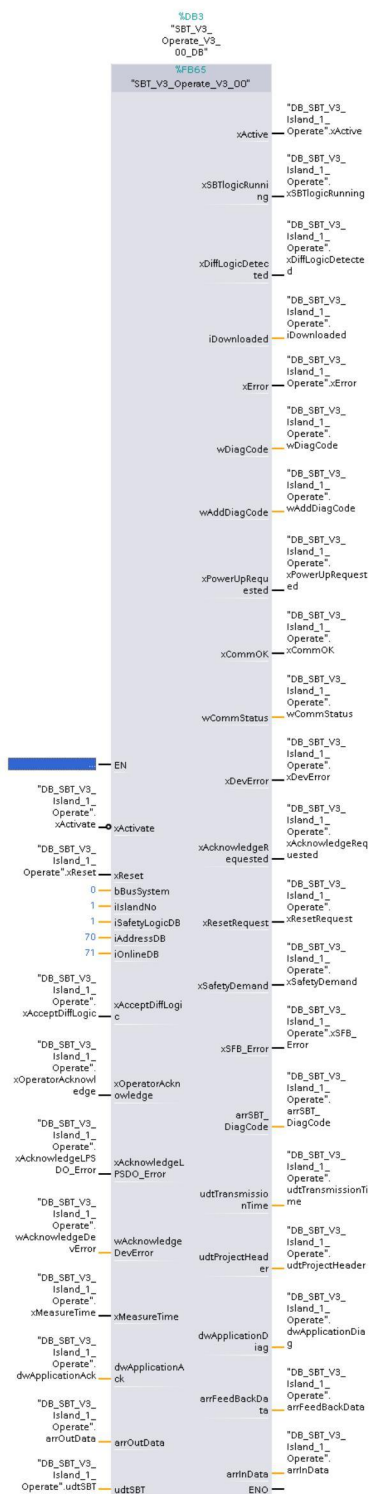 %DB3
"SBT_V3_
Operate_V3_
00_DB"
%FB65
"SBT_V3_Operate_V3_00"
xActive
"DB_SBT_V3_
Island_1_
Operate".xActive
xSBTlogicRunni
ng
"DB_SBT_V3_
Island_1_
Operate".
xSBTlogicRunning
xDiffLogicDetec
ted
"DB_SBT_V3_
Island_1_
Operate".
xDiffLogicDetecte
d
iDownloaded
"DB_SBT_V3_
Island_1_
Operate".
iDownloaded
xError
"DB_SBT_V3_
Island_1_
Operate".xError
wDiagCode
"DB_SBT_V3_
Island_1_
Operate".
wDiagCode
wAddDiagCode
"DB_SBT_V3_
Island_1_
Operate".
wAddDiagCode
xPowerUpRequ
ested
"DB_SBT_V3_
Island_1_
Operate".
xPowerUpRequest
ed
xCommOK
"DB_SBT_V3_
Island_1_
Operate".
xCommOK
wCommStatus
"DB_SBT_V3_
Island_1_
Operate".
wCommStatus
... EN
xDevError
"DB_SBT_V3_
Island_1_
Operate".
xDevError
"DB_SBT_V3_
Island_1_
Operate".
xActivate
xActivate
xAcknowledgeR
equested
"DB_SBT_V3_
Island_1_
Operate".
xAcknowledgeReq
uested
"DB_SBT_V3_
Island_1_
Operate".xReset
xReset
0 bBusSystem
1 iIslandNo
1 iSafetyLogicDB
70 iAddressDB
71 iOnlineDB
xResetRequest
"DB_SBT_V3_
Island_1_
Operate".
xResetRequest
xSafetyDemand
"DB_SBT_V3_
Island_1_
Operate".
xSafetyDemand
"DB_SBT_V3_
Island_1_
Operate".
xAcceptDiffLogic
xAcceptDiffLogi
c
xSFB_Error
"DB_SBT_V3_
Island_1_
Operate".xSFB_
Error
"DB_SBT_V3_
Island_1_
Operate".
xOperatorAcknowl
edge
xOperatorAckn
owledge
arrSBT_
DiagCode
"DB_SBT_V3_
Island_1_
Operate".
arrSBT_
DiagCode
"DB_SBT_V3_
Island_1_
Operate".
xAcknowledgeLPS
DO_Error
xAcknowledgeL
PSDO_Error
udtTransmissio
nTime
"DB_SBT_V3_
Island_1_
Operate".
udtTransmissionTi
me
"DB_SBT_V3_
Island_1_
Operate".
wAcknowledgeDe
vError
wAcknowledge
DevError
udtProjectHead
er
"DB_SBT_V3_
Island_1_
Operate".
udtProjectHeader
"DB_SBT_V3_
Island_1_
Operate".
xMeasureTime
xMeasureTime
dwApplicationD
iag
"DB_SBT_V3_
Island_1_
Operate".
dwApplicationDia
g
"DB_SBT_V3_
Island_1_
Operate".
dwApplicationAck
dwApplicationA
ck
arrFeedBackDa
ta
"DB_SBT_V3_
Island_1_
Operate".
arrFeedBackData
"DB_SBT_V3_
Island_1_
Operate".
arrOutData
arrOutData
arrInData
"DB_SBT_V3_
Island_1_
Operate".
arrInData
"DB_SBT_V3_
Island_1_
Operate".udtSBT
udtSBT
ENO